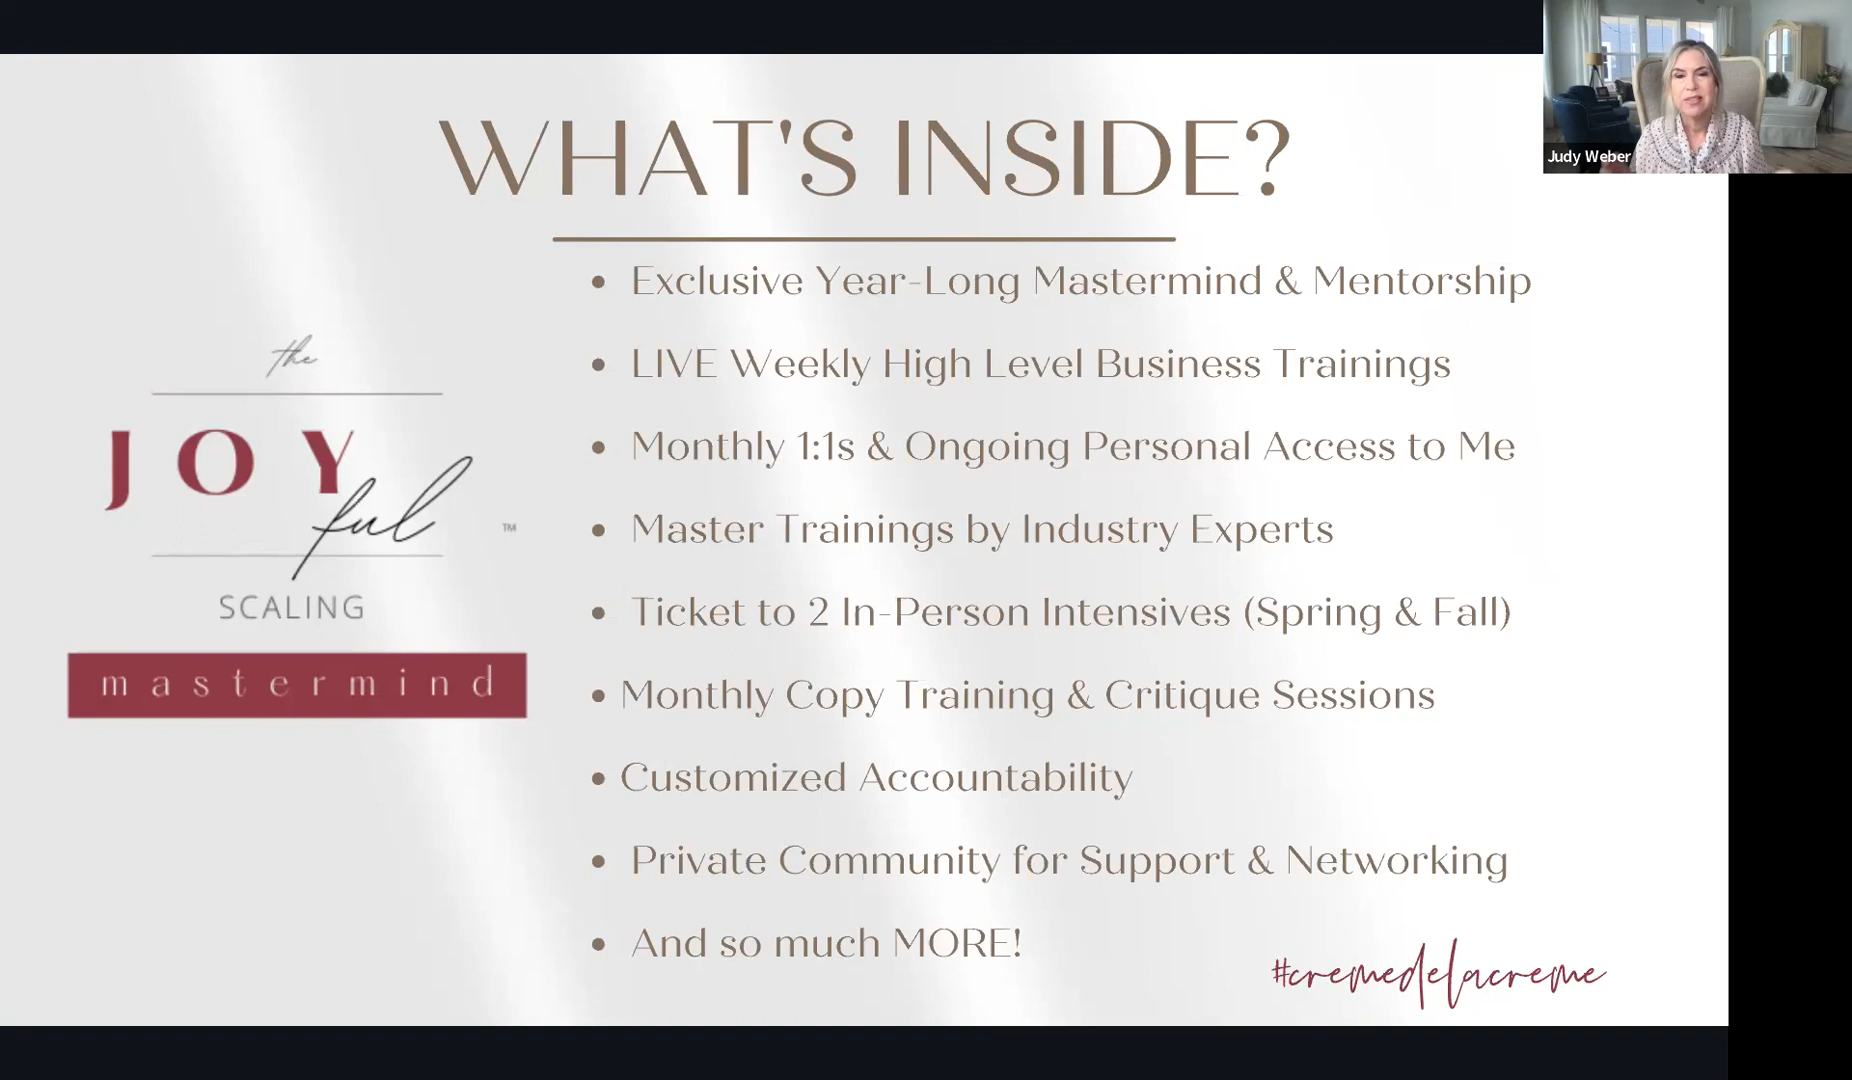 WHAT'S INSIDE?
Judy Weber
• Exclusive Year-Long Mastermind & Mentorship
• LIVE Weekly High Level Business Trainings
• Monthly 1:1s & Ongoing Personal Access to Me
• Master Trainings by Industry Experts
• Ticket to 2 In-Person Intensives (Spring & Fall)
• Monthly Copy Training & Critique Sessions
• Customized Accountability
• Private Community for Support & Networking
• And so much MORE!
the
JOY
ful ™
SCALING
mastermind
#cremedelacreme